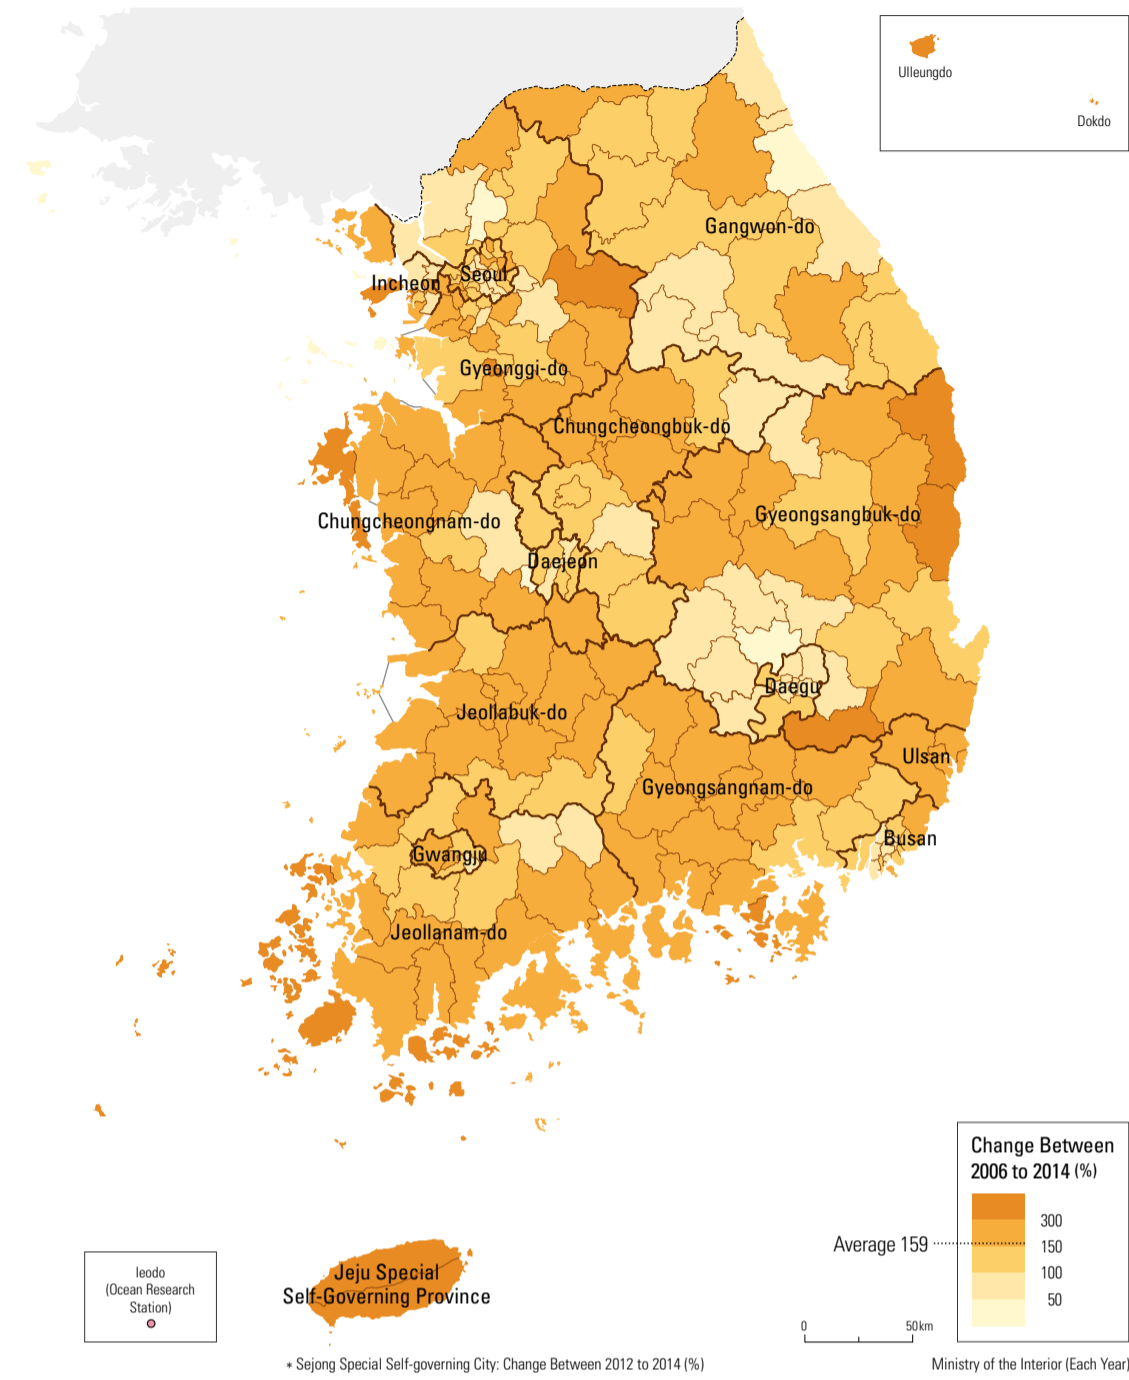 Ulleungdo
Dokdo
Gangwon-do
Incheon
Seoul
Gyeonggi-do
Chungcheongbuk-do
Chungcheongnam-do
Gyeongsangbuk-do
Daejeon
Daegu
Jeollabuk-do
Ulsan
Gyeongsangnam-do
Busan
Gwangju
Jeollanam-do
Change Between
2006 to 2014 (%)
300
Average 159
150
100
50
Ieodo
(Ocean Research
Station)
Jeju Special
Self-Governing Province
0 50km
* Sejong Special Self-governing City: Change Between 2012 to 2014 (%)
Ministry of the Interior (Each Year)